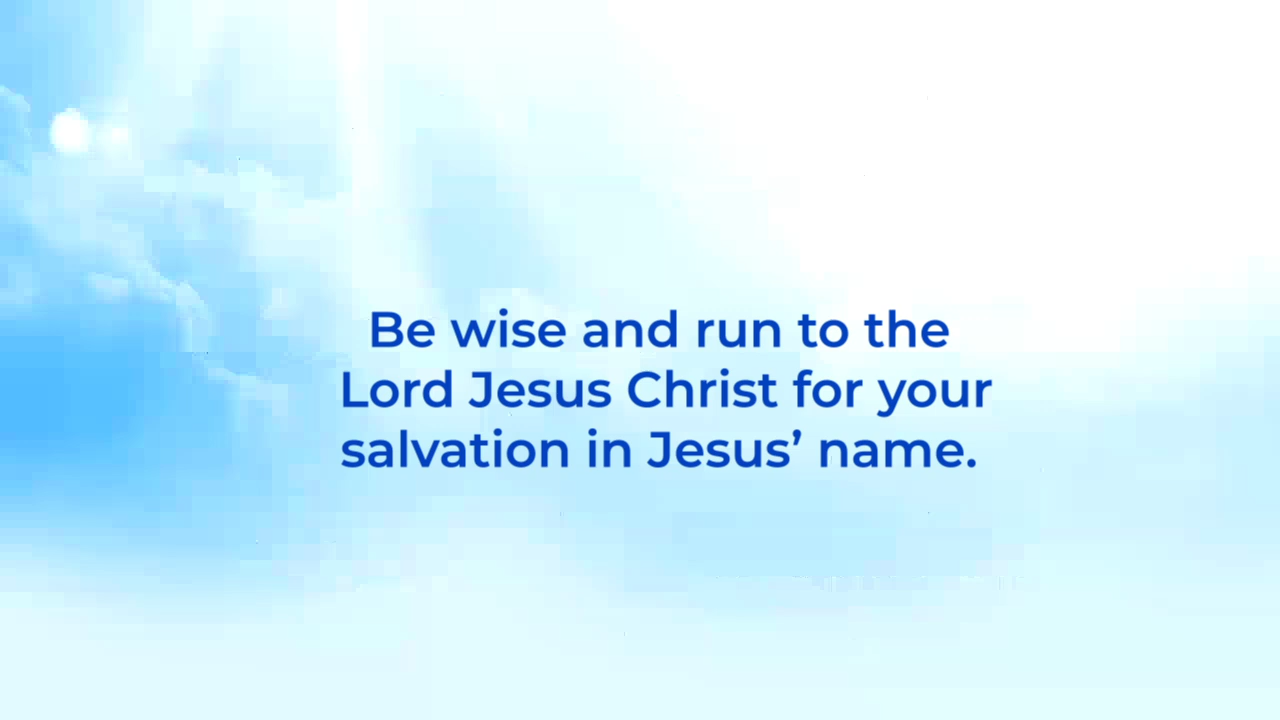 Be wise and run to the
Lord Jesus Christ for your
salvation in Jesus’ name.